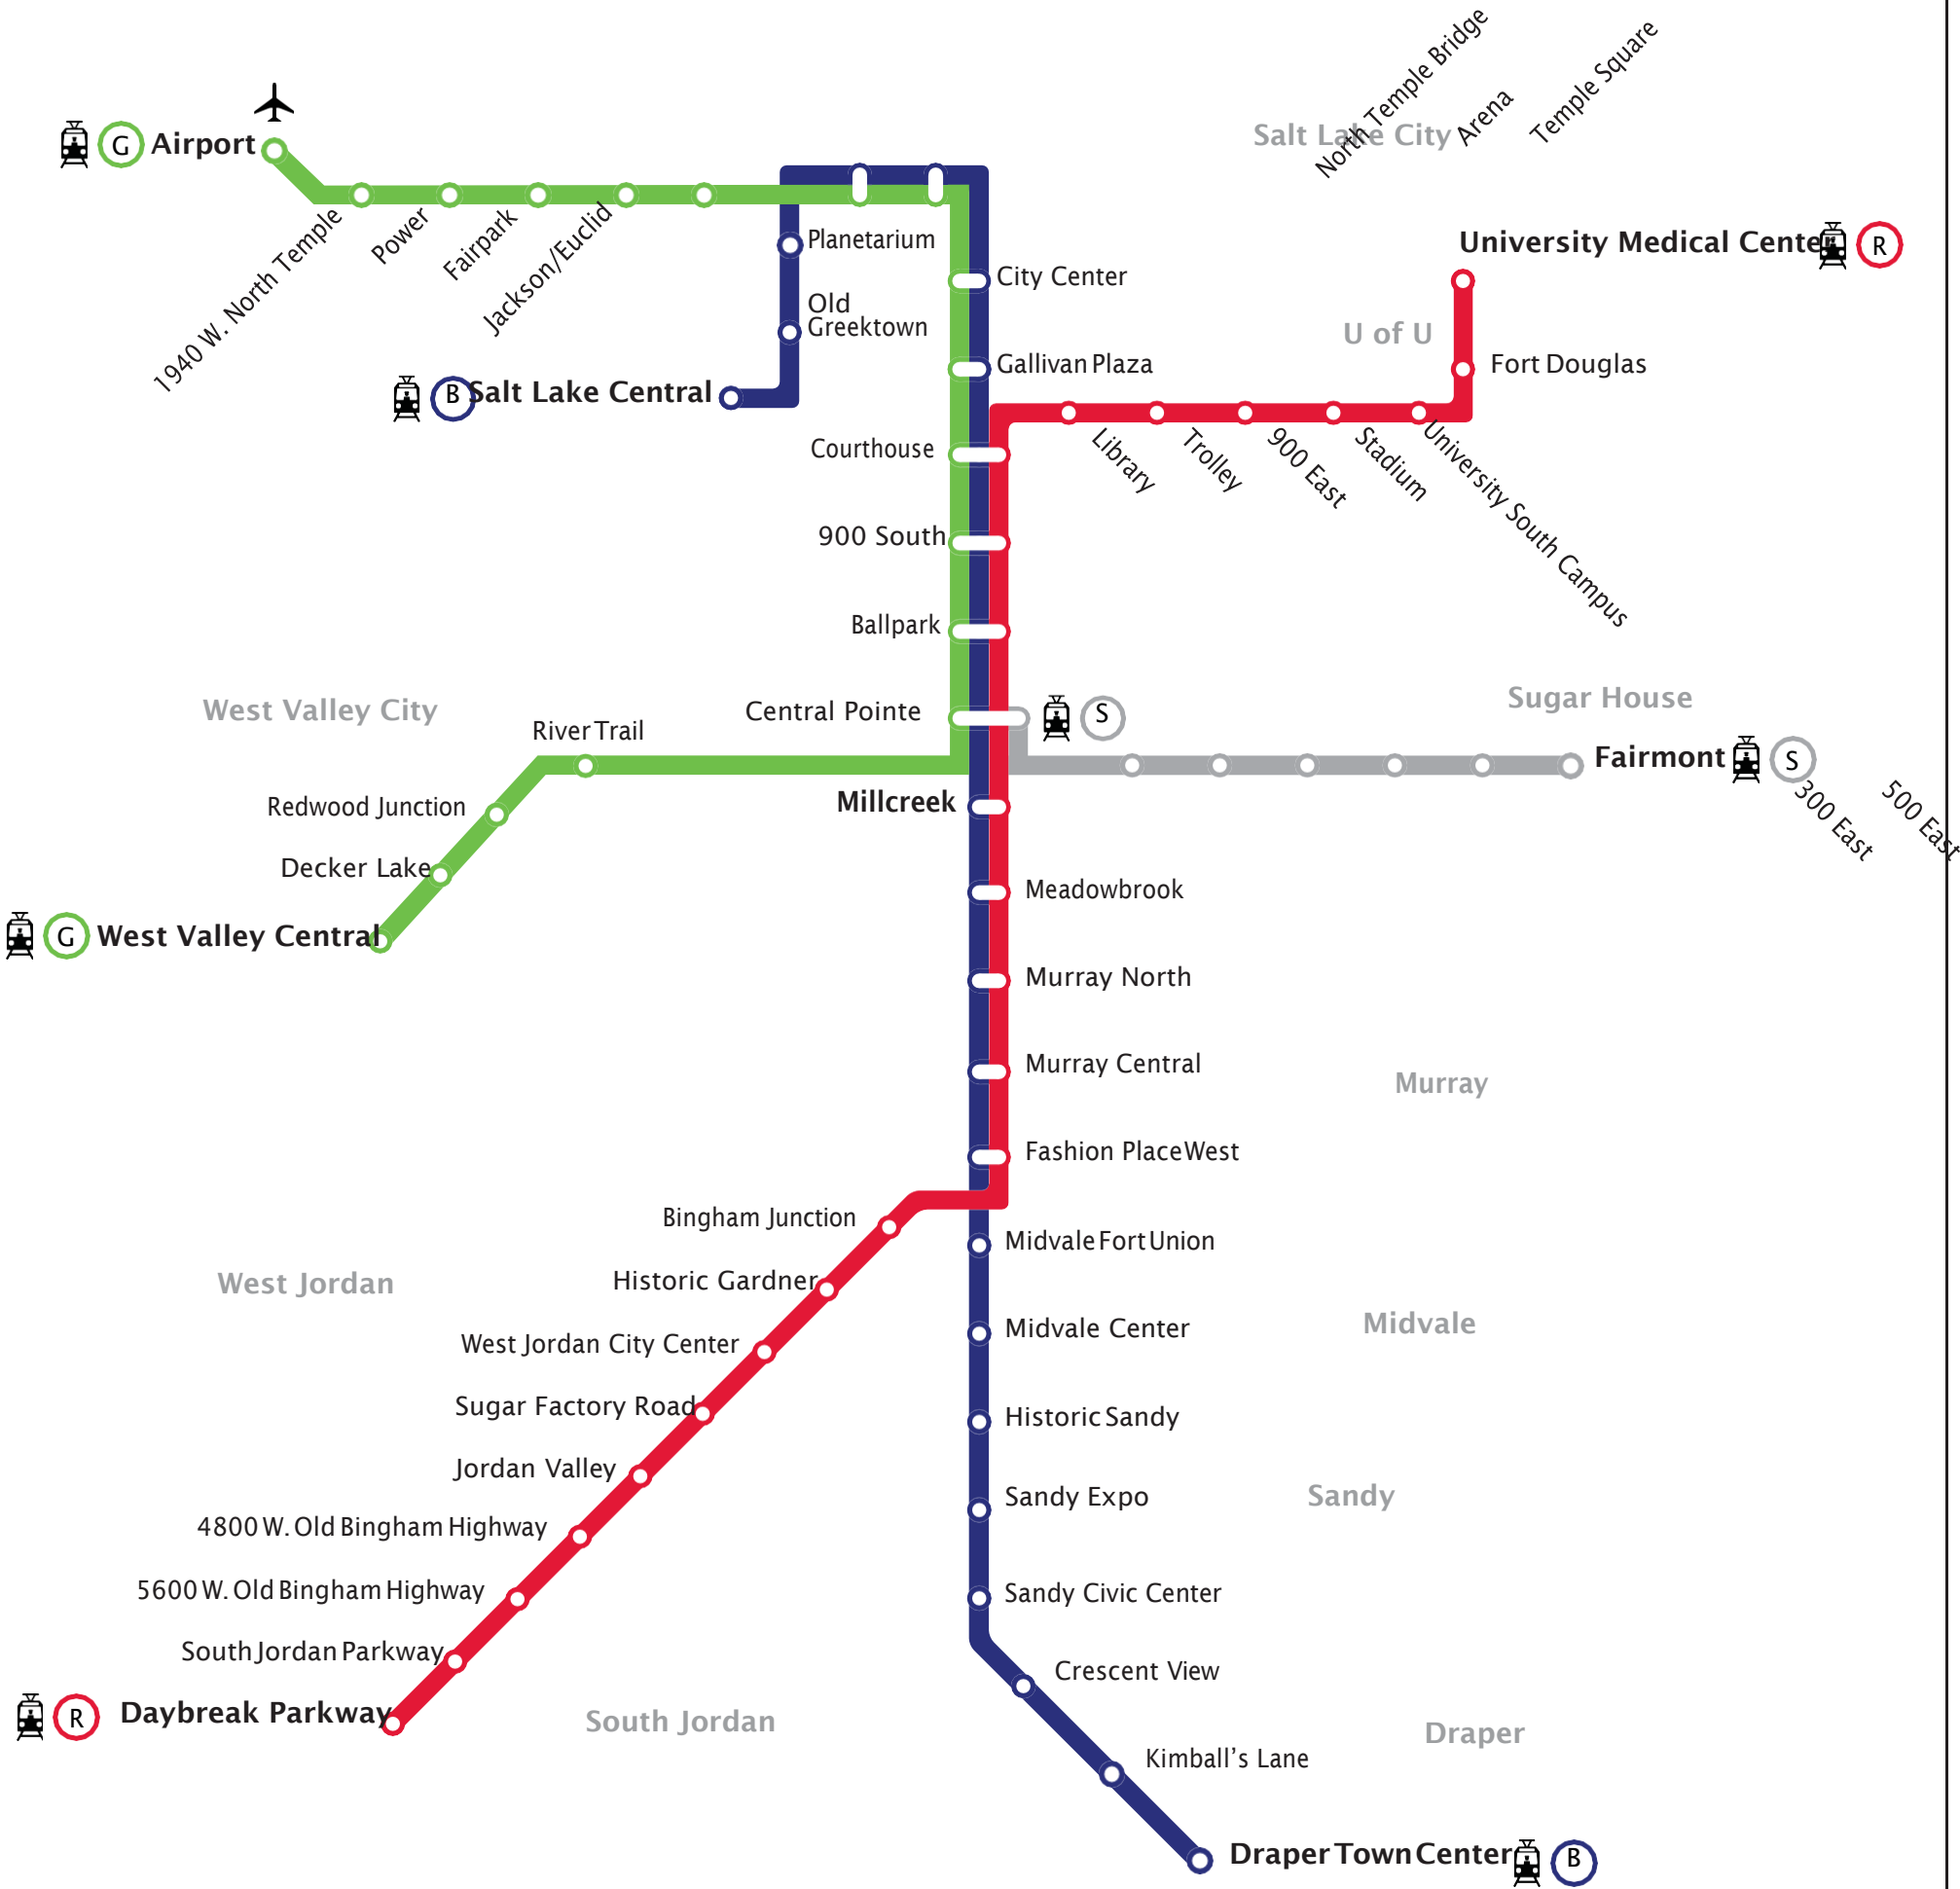 North Temple Bridge
Arena
Temple Square
Salt Lake City
G
Airport
1940 W. North Temple
Power
Fairpark
Jackson/Euclid
Planetarium
Old
Greektown
B
Salt Lake Central
City Center
Gallivan Plaza
University Medical Center
R
U of U
Fort Douglas
Library
Trolley
900 East
Stadium
University South Campus
Courthouse
900 South
Ballpark
Central Pointe
S
West Valley City
Sugar House
River Trail
Fairmont
S
300 East
500 East
Redwood Junction
Millcreek
Decker Lake
Meadowbrook
G
West Valley Central
Murray North
Murray Central
Murray
Fashion Place West
Bingham Junction
Midvale Fort Union
Historic Gardner
West Jordan
Midvale Center
Midvale
West Jordan City Center
Sugar Factory Road
Historic Sandy
Jordan Valley
Sandy Expo
Sandy
4800 W. Old Bingham Highway
5600 W. Old Bingham Highway
Sandy Civic Center
South Jordan Parkway
Crescent View
R
Daybreak Parkway
South Jordan
Draper
Kimball's Lane
Draper Town Center
B